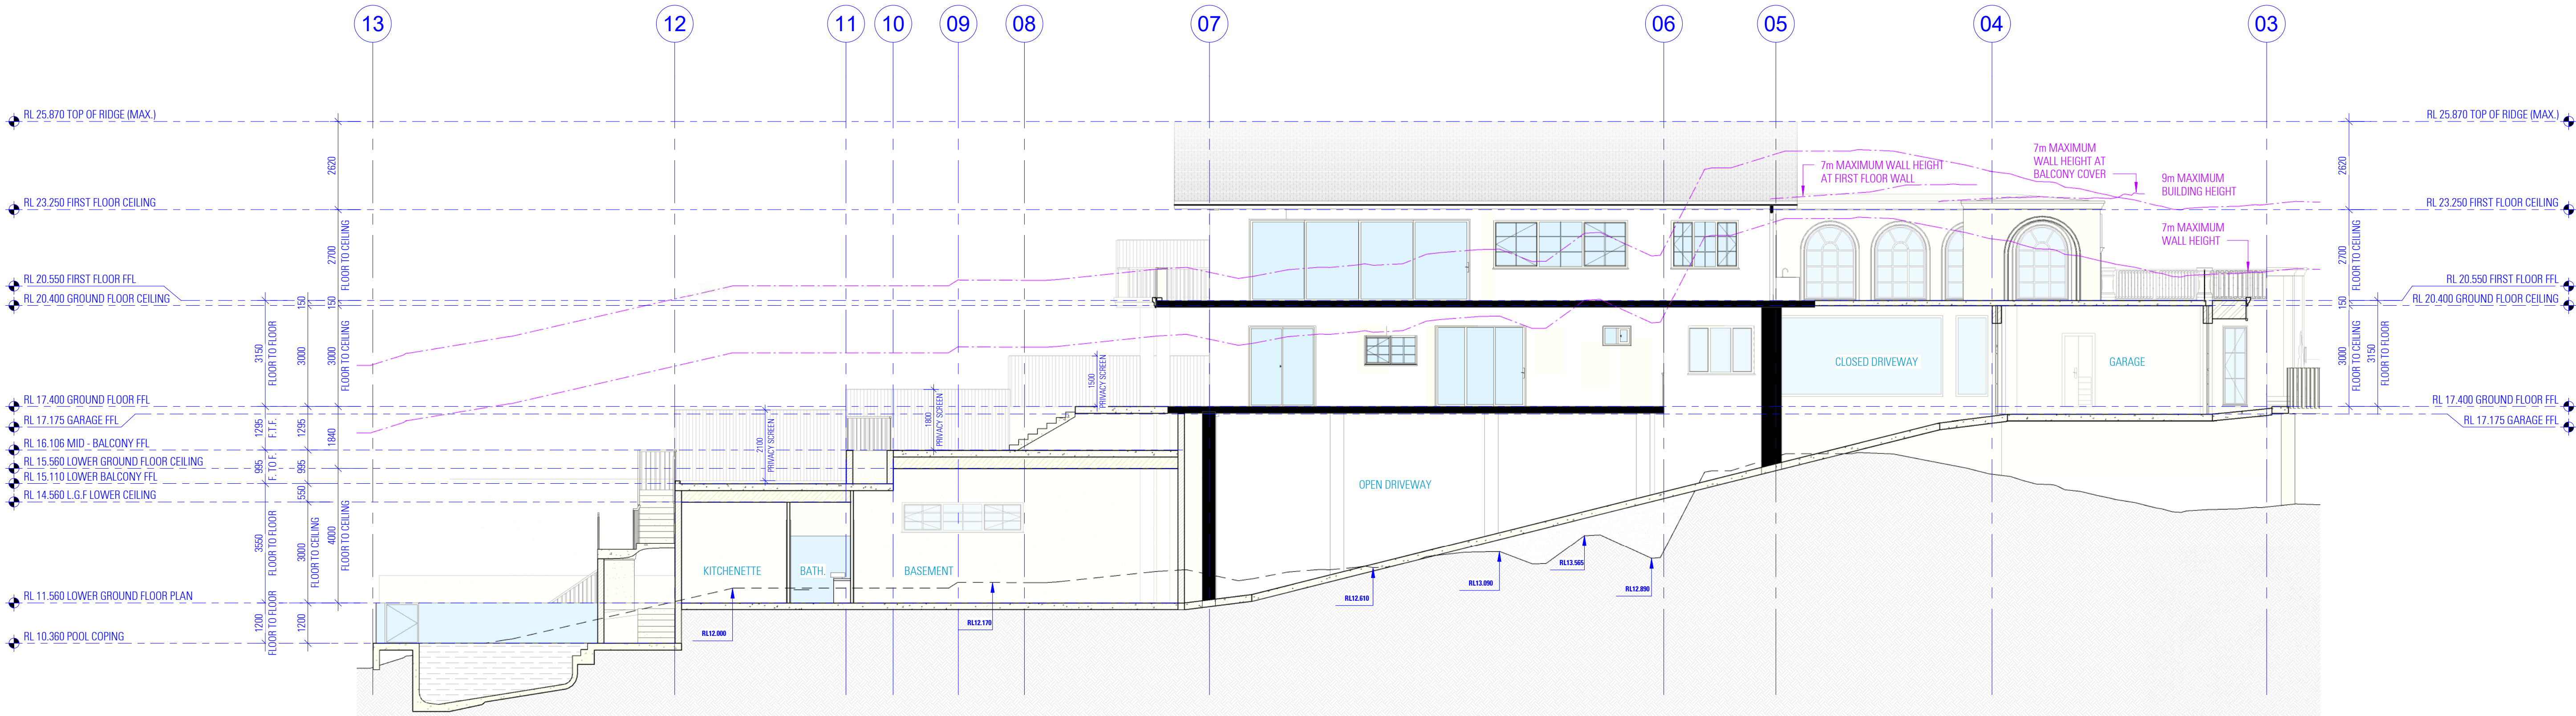 13
12
11
10
09
08
07
06
05
04
03
RL 25.870 TOP OF RIDGE (MAX.)
RL 23.250 FIRST FLOOR CEILING
RL 20.550 FIRST FLOOR FFL
RL 20.400 GROUND FLOOR CEILING
RL 17.400 GROUND FLOOR FFL
RL 17.175 GARAGE FFL
RL 16.106 MID - BALCONY FFL
RL 15.560 LOWER GROUND FLOOR CEILING
RL 15.110 LOWER BALCONY FFL
RL 14.560 L.G.F LOWER CEILING
RL 11.560 LOWER GROUND FLOOR PLAN
RL 10.360 POOL COPING
3150
FLOOR TO FLOOR
1295
F.T.F.
995
F. TO F.
3550
FLOOR TO FLOOR
1200
FLOOR TO FLOOR
150
3000
1295
995
550
3000
FLOOR TO CEILING
1200
2620
2700
FLOOR TO CEILING
150
3000
FLOOR TO CEILING
1840
4000
FLOOR TO CEILING
2100
PRIVACY SCREEN
1800
PRIVACY SCREEN
1500
PRIVACY SCREEN
KITCHENETTE
BATH.
BASEMENT
OPEN DRIVEWAY
CLOSED DRIVEWAY
GARAGE
RL12.000
RL12.170
RL12.610
RL13.090
RL13.565
RL12.890
7m MAXIMUM WALL HEIGHT
AT FIRST FLOOR WALL
7m MAXIMUM
WALL HEIGHT AT
BALCONY COVER
9m MAXIMUM
BUILDING HEIGHT
7m MAXIMUM
WALL HEIGHT
2620
2700
FLOOR TO CEILING
150
3000
FLOOR TO CEILING
3150
FLOOR TO FLOOR
RL 25.870 TOP OF RIDGE (MAX.)
RL 23.250 FIRST FLOOR CEILING
RL 20.550 FIRST FLOOR FFL
RL 20.400 GROUND FLOOR CEILING
RL 17.400 GROUND FLOOR FFL
RL 17.175 GARAGE FFL